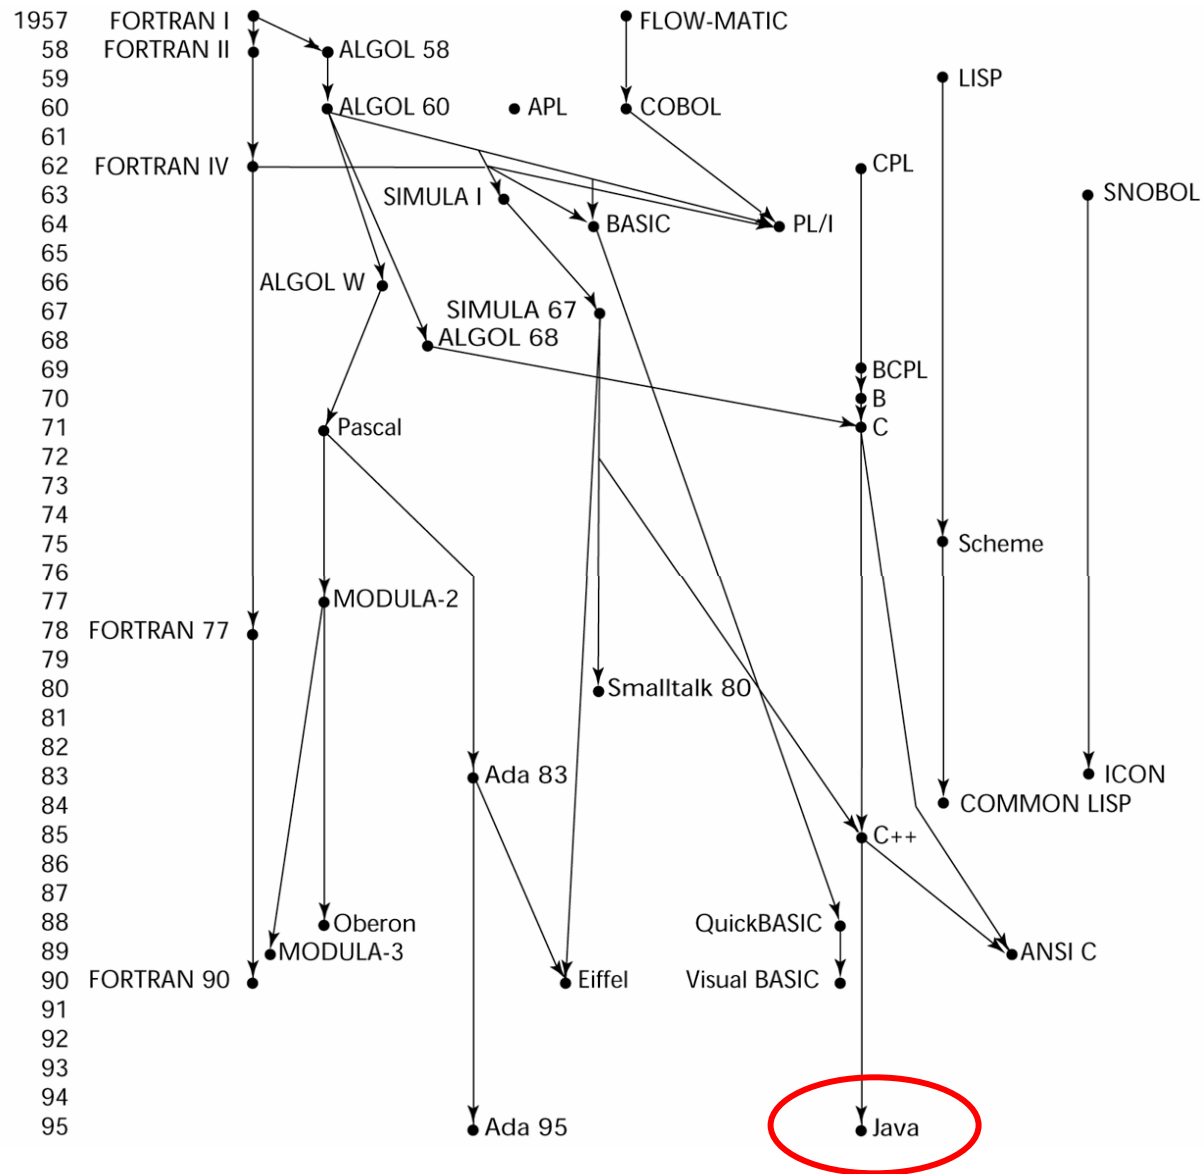 1957 FORTRAN I FLOW-MATIC
58 FORTRAN II ALGOL 58
59 LISP
60 ALGOL 60 APL COBOL
61
62 FORTRAN IV CPL
63 SIMULA I SNOBOL
64 BASIC PL/I
65
66 ALGOL W
67 SIMULA 67
68 ALGOL 68
69 BCPL
70 B
71 Pascal C
72
73
74
75 Scheme
76
77 MODULA-2
78 FORTRAN 77
79
80 Smalltalk 80
81
82
83 Ada 83 ICON
84 COMMON LISP
85 C++
86
87
88 Oberon QuickBASIC
89 MODULA-3 ANSI C
90 FORTRAN 90 Eiffel Visual BASIC
91
92
93
94
95 Ada 95 Java